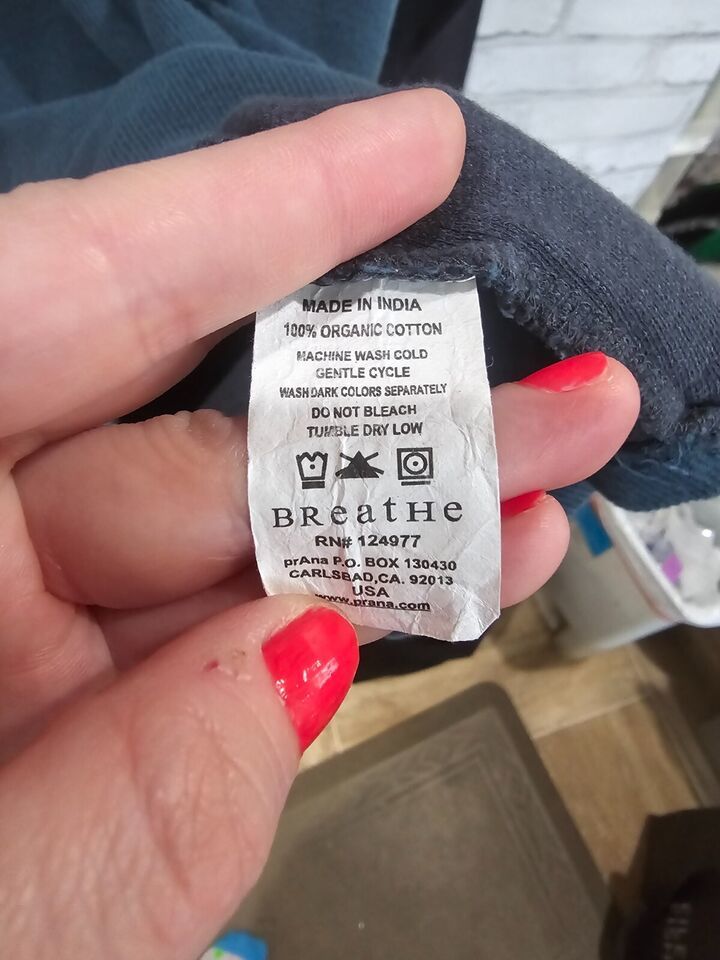 MADE IN INDIA
100% ORGANIC COTTON
MACHINE WASH COLD
GENTLE CYCLE
WASH DARK COLORS SEPARATELY
DO NOT BLEACH
TUMBLE DRY LOW
BReatHe
RN# 124977
prAna P.O. BOX 130430
CARLSBAD,CA. 92013
USA
www.prana.com